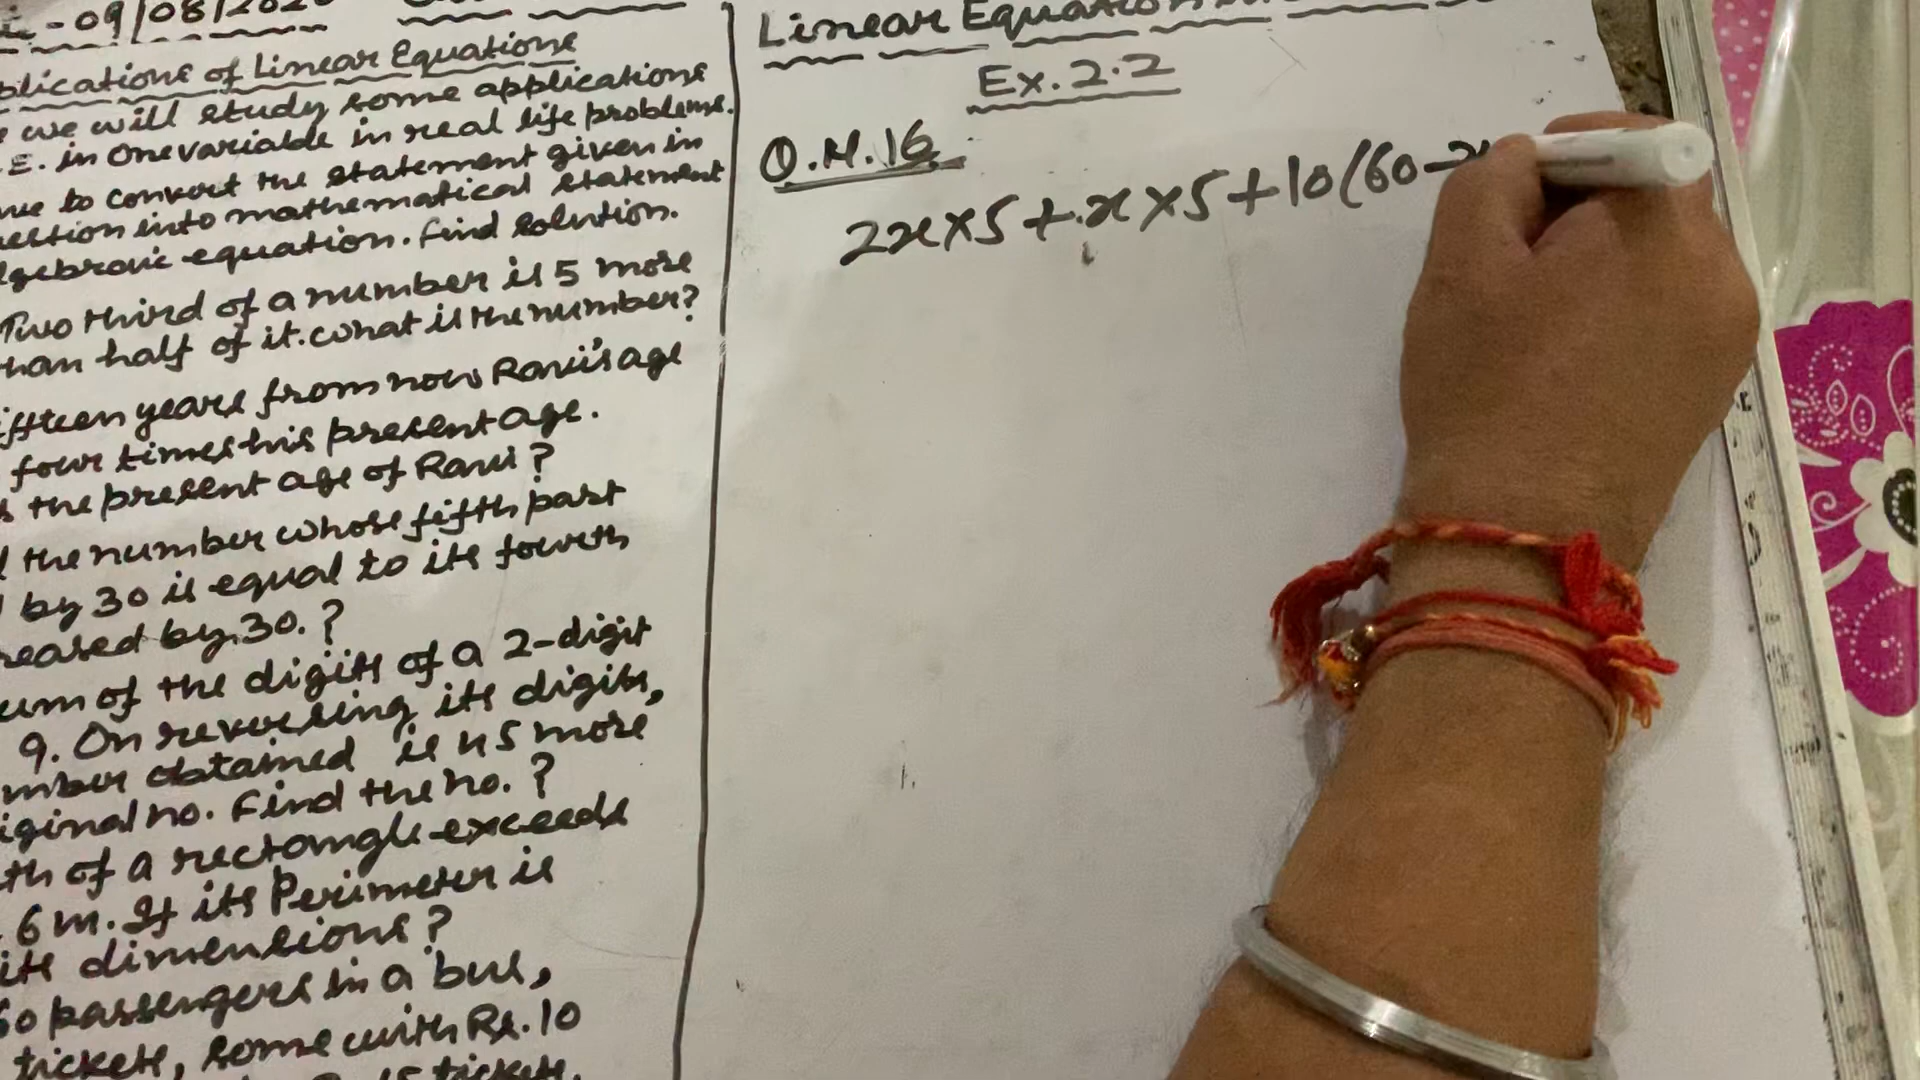 - 09/08/202
plications of Linear Equations
we will study some applications
E. in One variable in real life problems.
to convert the statement given in
into mathematical statement
equation. Find solution.
Two third of a number is 5 more
han half of it. what is the number?
ifteen years from now Ravi's age
four times his present age.
s the present age of Ravi?
the number whose fifth part
by 30 is equal to its fourth
reased by 30. ?
um of the digits of a 2-digit
9. On reversing its digits,
mber obtained is 45 more
iginal no. Find the no. ?
th of a rectangle exceeds
6 m. If its Perimeter is
its dimensions?
60 passengers in a bus,
tickets, some with Rs. 10
15 tickets.
Linear Equation
Ex. 2.2
Q.N.16
2x×5 + x×5 + 10(60-